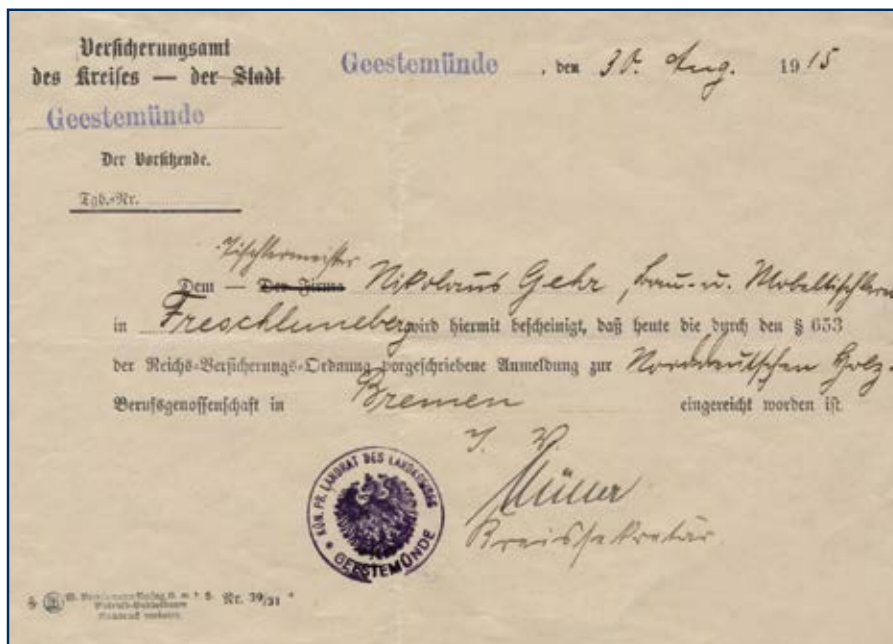 Versicherungsamt
des Kreises — der Stadt
Geestemünde
Der Vorsitzende.
Tgb.-Nr.
Geestemünde, den 30. Aug. 1915
Tischlermeister
Dem — Der Firma Nikolaus Gehr, Bau- u. Möbeltischlerei
in Freschluneberg wird hiermit bescheinigt, daß heute die durch den § 653
der Reichs-Versicherungs-Ordnung vorgeschriebene Anmeldung zur Norddeutschen Holz-
Berufsgenossenschaft in Bremen eingereicht worden ist.
I. V.
Müller
Kreissekretär
KÖN. PR. LANDRAT DES LANDKREISES
GEESTEMÜNDE
Nr. 39/31